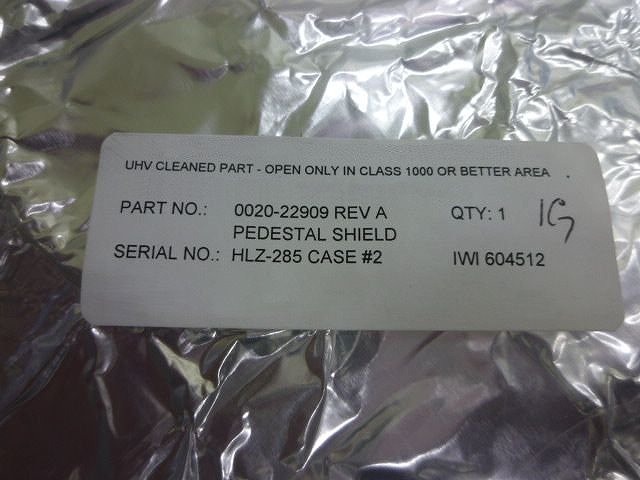 UHV CLEANED PART - OPEN ONLY IN CLASS 1000 OR BETTER AREA .
PART NO.: 0020-22909 REV A QTY: 1 IG
PEDESTAL SHIELD
SERIAL NO.: HLZ-285 CASE #2 IWI 604512